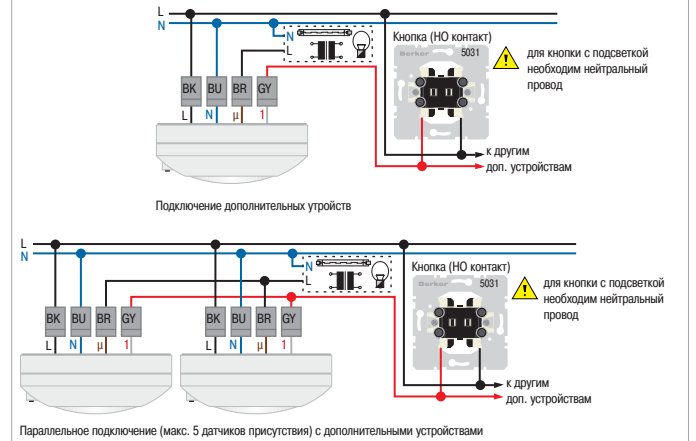 L
N
N
L
Кнопка (НО контакт)
Berker 5031
для кнопки с подсветкой
необходим нейтральный
провод
BK BU BR GY
L N µ 1
к другим
доп. устройствам
Подключение дополнительных утройств
L
N
N
L
Кнопка (НО контакт)
Berker 5031
для кнопки с подсветкой
необходим нейтральный
провод
BK BU BR GY BK BU BR GY
L N µ 1 L N µ 1
к другим
доп. устройствам
Параллельное подключение (макс. 5 датчиков присутствия) с дополнительными устройствами